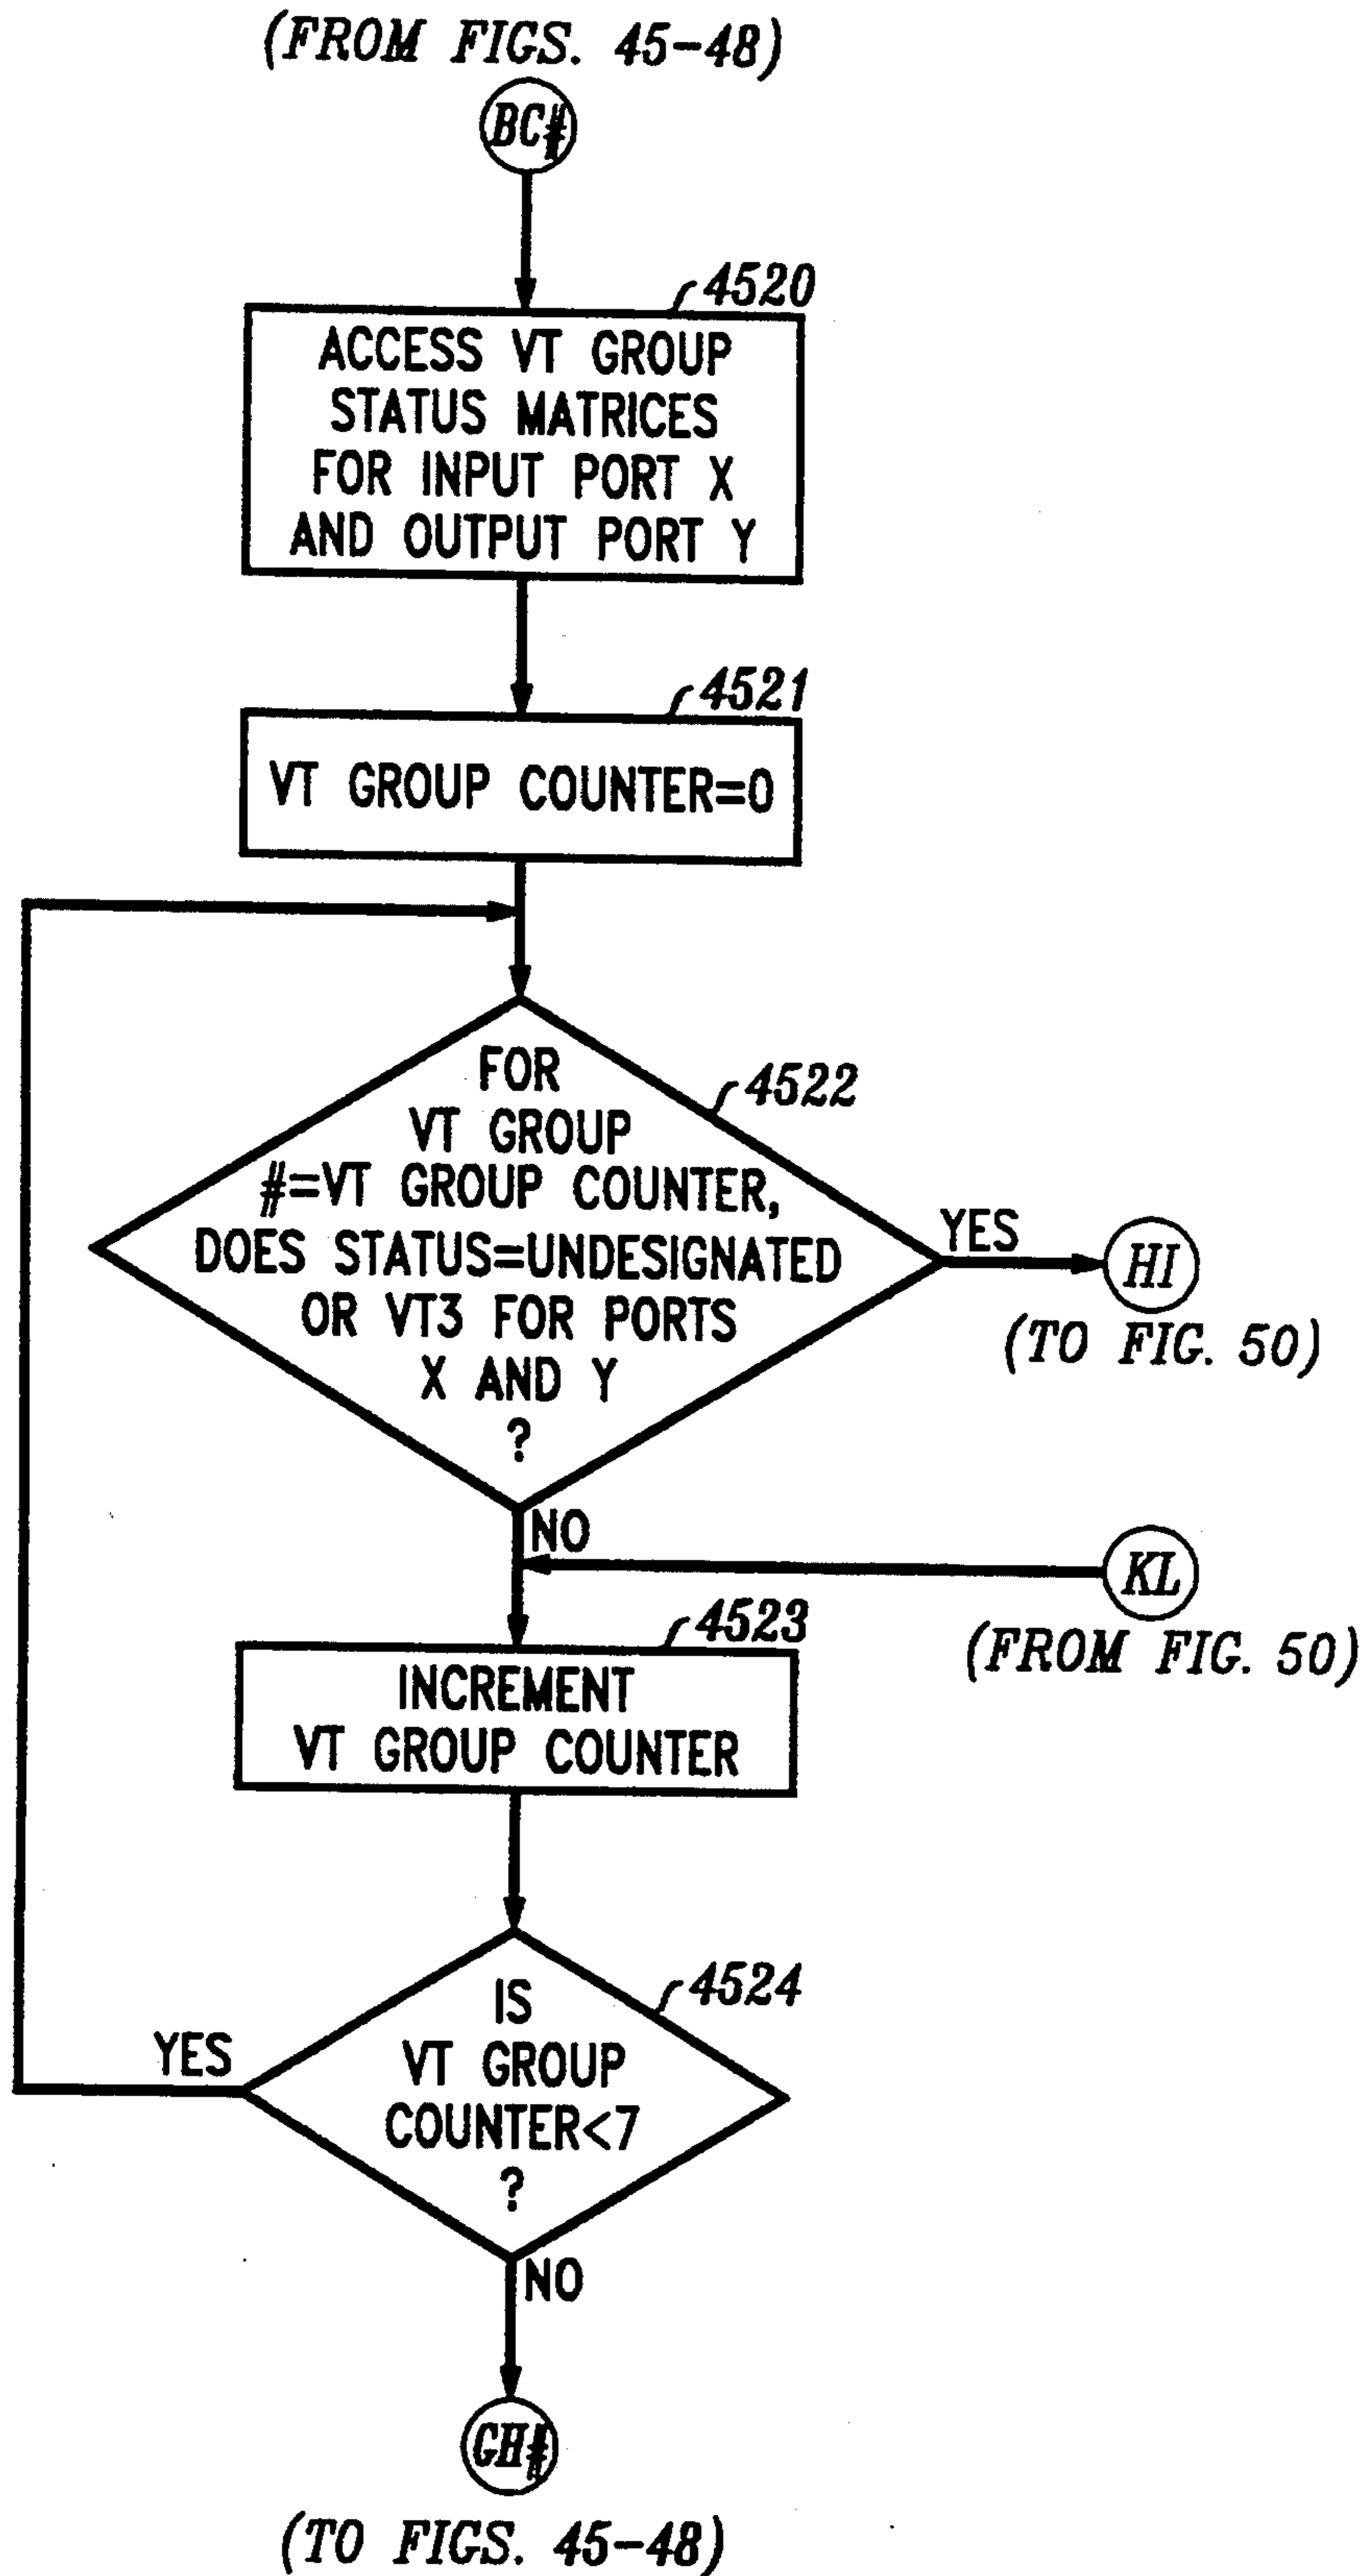 (FROM FIGS. 45-48)
BC#
4520
ACCESS VT GROUP
STATUS MATRICES
FOR INPUT PORT X
AND OUTPUT PORT Y
4521
VT GROUP COUNTER=0
FOR
VT GROUP
#=VT GROUP COUNTER,
DOES STATUS=UNDESIGNATED
OR VT3 FOR PORTS
X AND Y
?
4522
YES
HI
(TO FIG. 50)
NO
KL
(FROM FIG. 50)
4523
INCREMENT
VT GROUP COUNTER
4524
IS
VT GROUP
COUNTER<7
?
YES
NO
GH#
(TO FIGS. 45-48)